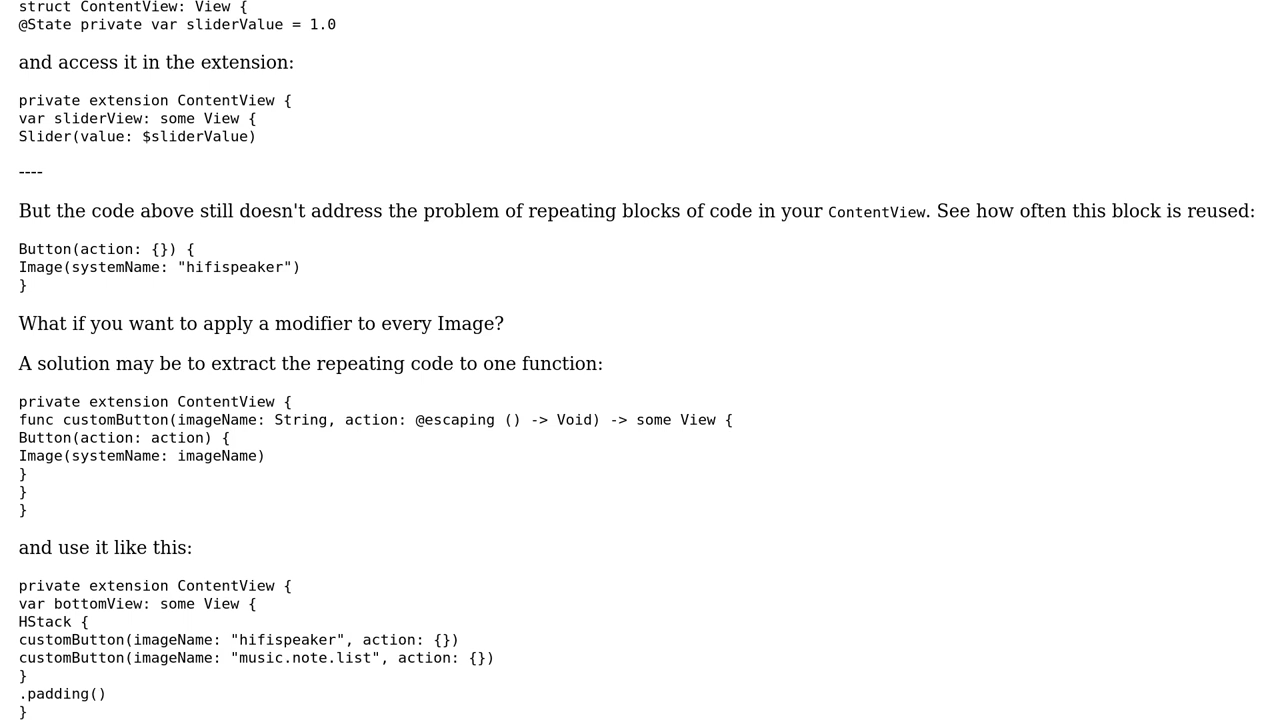 struct ContentView: View {
@State private var sliderValue = 1.0
and access it in the extension:
private extension ContentView {
var sliderView: some View {
Slider(value: $sliderValue)
----
But the code above still doesn't address the problem of repeating blocks of code in your ContentView. See how often this block is reused:
Button(action: {}) {
Image(systemName: "hifispeaker")
}
What if you want to apply a modifier to every Image?
A solution may be to extract the repeating code to one function:
private extension ContentView {
func customButton(imageName: String, action: @escaping () -> Void) -> some View {
Button(action: action) {
Image(systemName: imageName)
}
}
}
and use it like this:
private extension ContentView {
var bottomView: some View {
HStack {
customButton(imageName: "hifispeaker", action: {})
customButton(imageName: "music.note.list", action: {})
}
.padding()
}